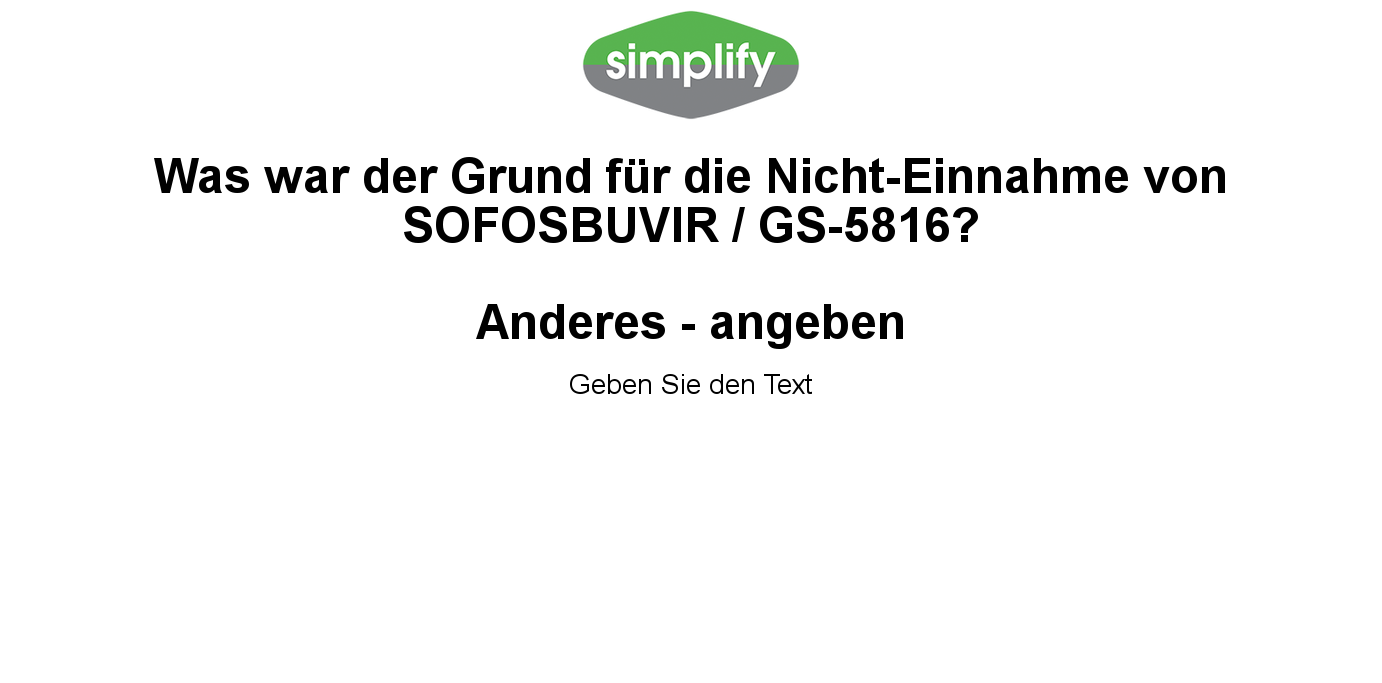 simplify
Was war der Grund für die Nicht-Einnahme von
SOFOSBUVIR / GS-5816?
Anderes - angeben
Geben Sie den Text